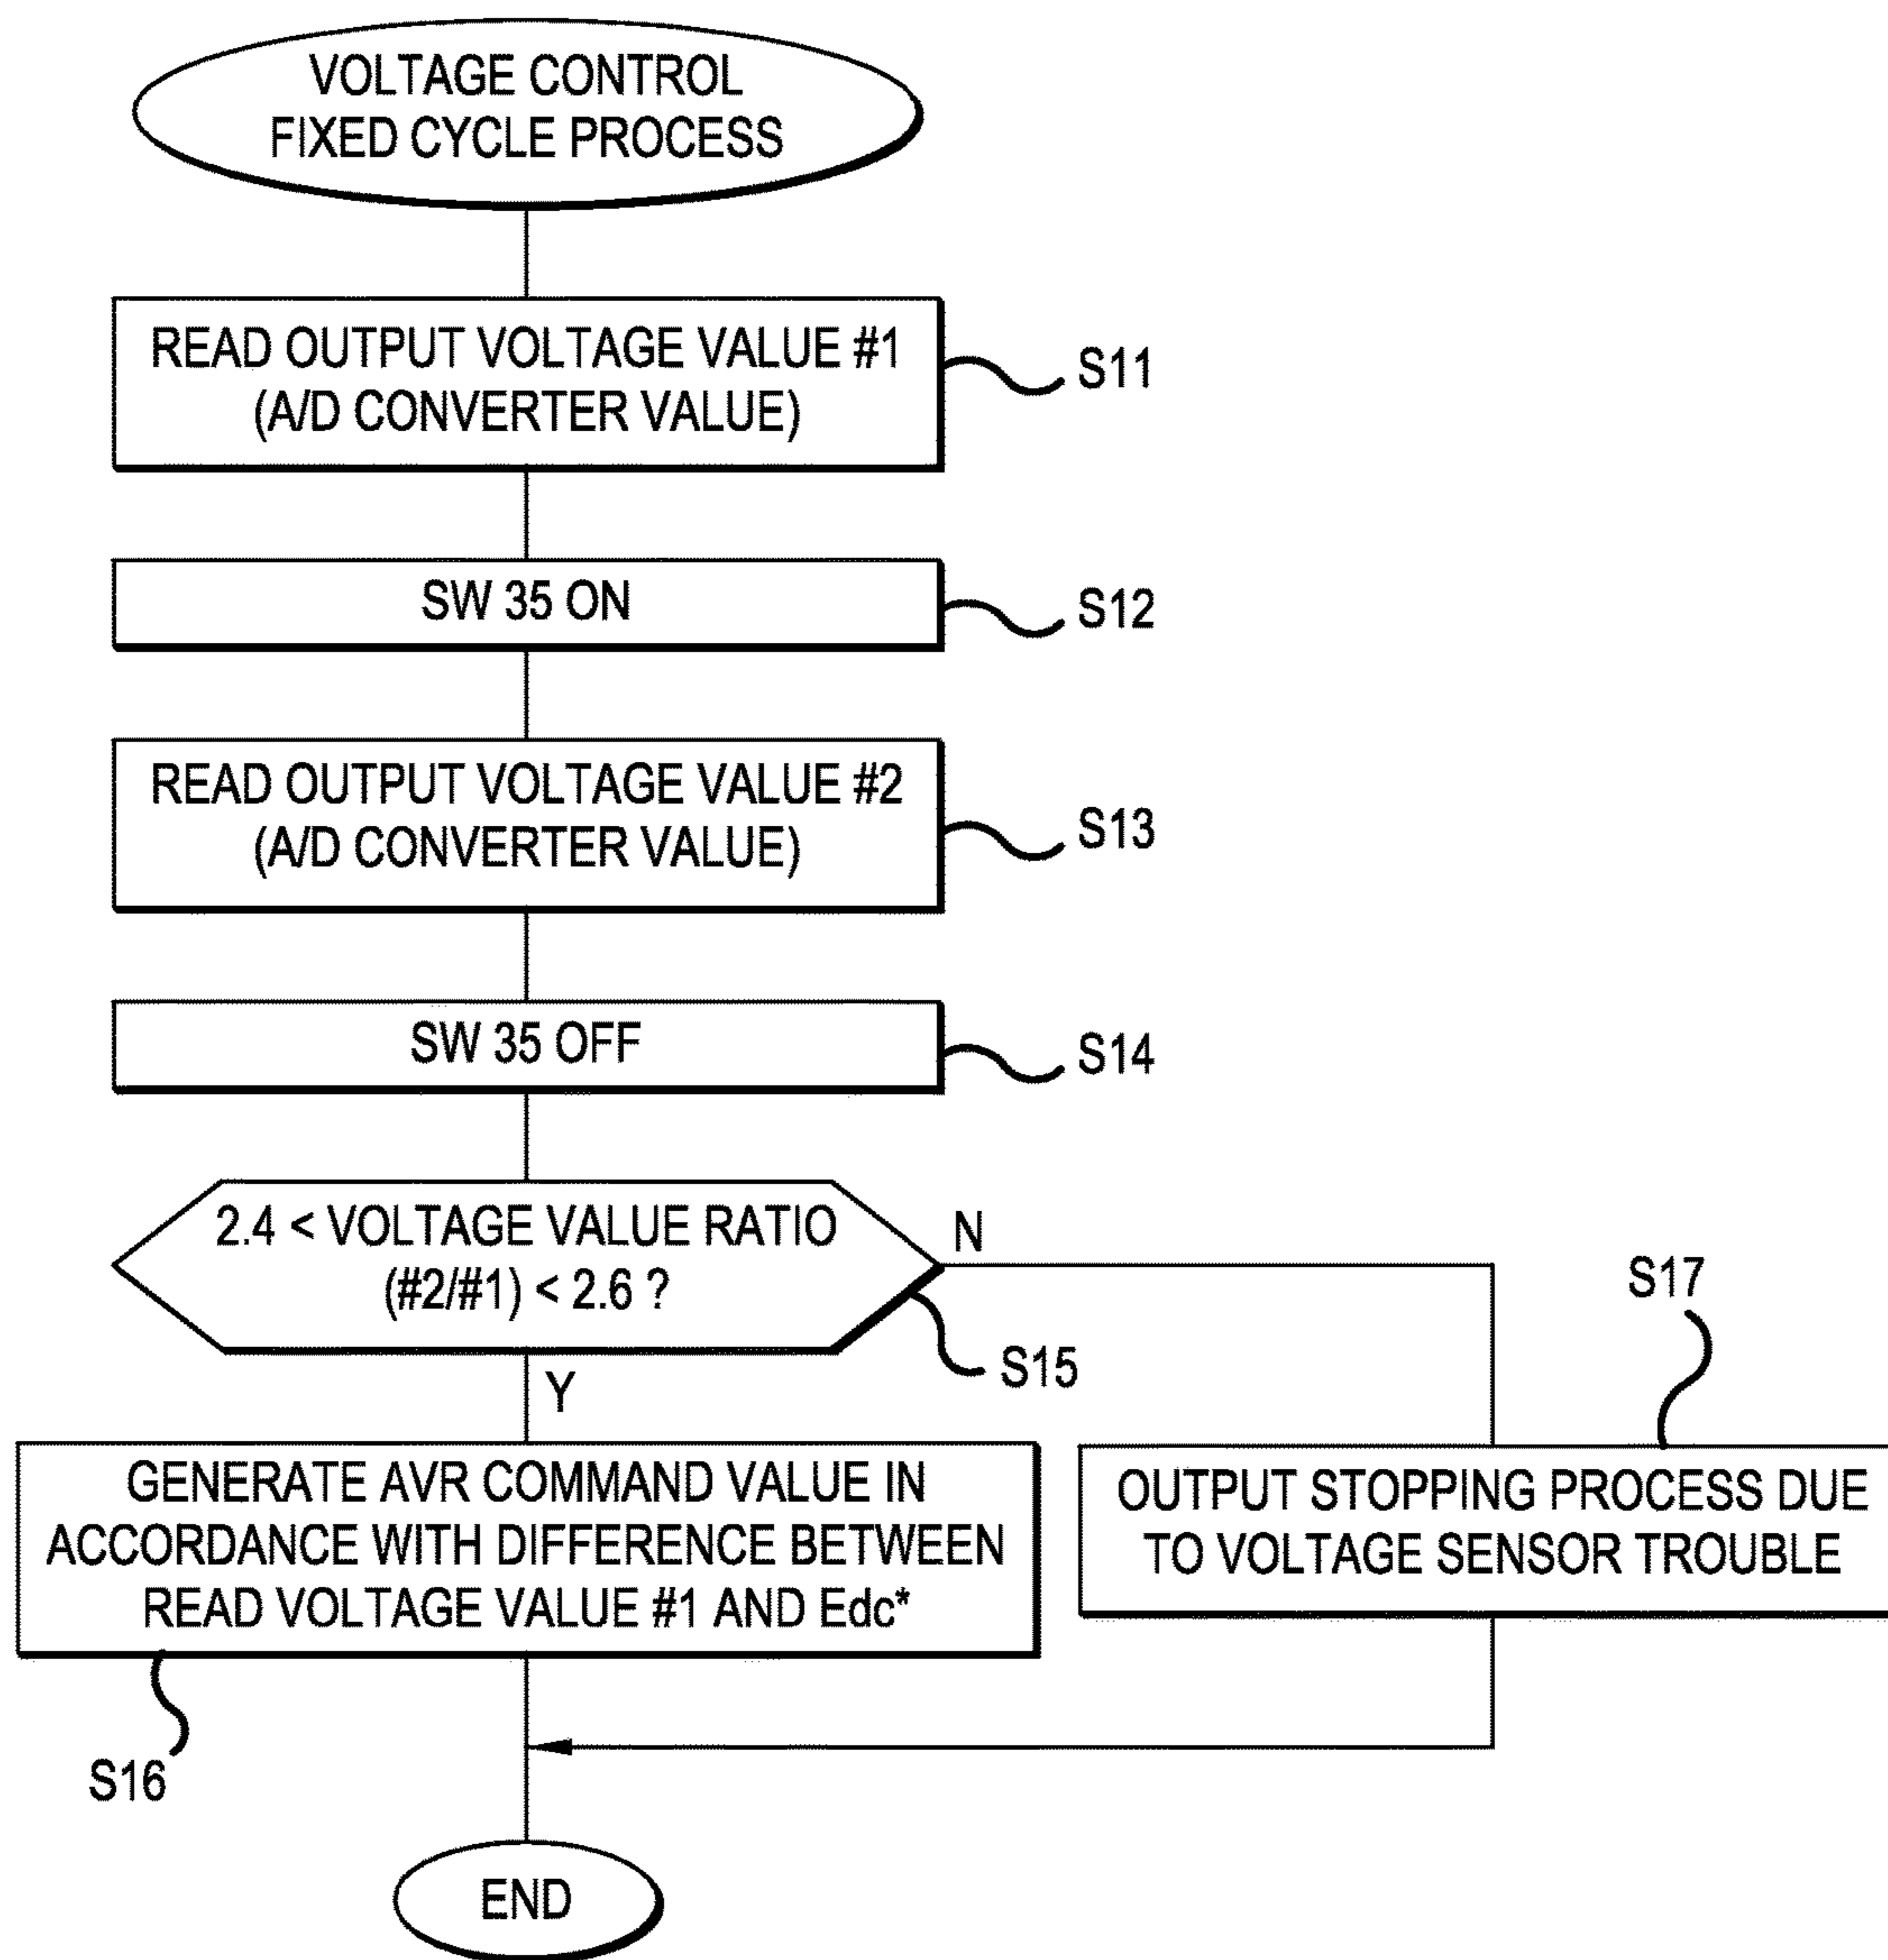 VOLTAGE CONTROL
FIXED CYCLE PROCESS
READ OUTPUT VOLTAGE VALUE #1
(A/D CONVERTER VALUE)
S11
SW 35 ON
S12
READ OUTPUT VOLTAGE VALUE #2
(A/D CONVERTER VALUE)
S13
SW 35 OFF
S14
2.4 < VOLTAGE VALUE RATIO
(#2/#1) < 2.6 ?
N
S15
Y
S17
GENERATE AVR COMMAND VALUE IN
ACCORDANCE WITH DIFFERENCE BETWEEN
READ VOLTAGE VALUE #1 AND Edc*
S16
OUTPUT STOPPING PROCESS DUE
TO VOLTAGE SENSOR TROUBLE
END